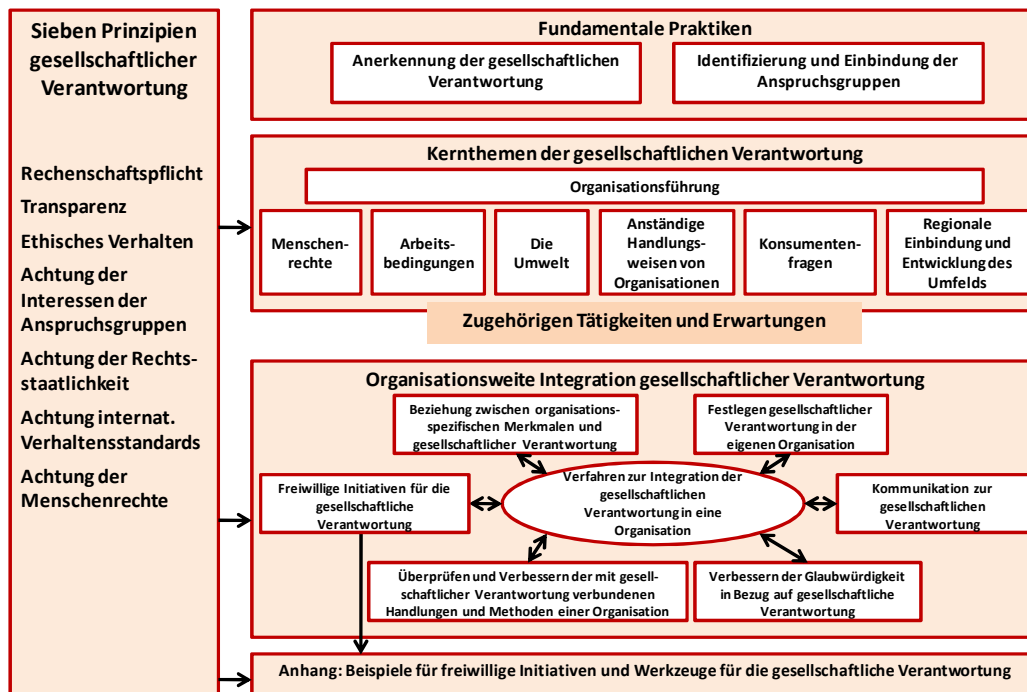 Sieben Prinzipien
gesellschaftlicher
Verantwortung
Rechenschaftspflicht
Transparenz
Ethisches Verhalten
Achtung der
Interessen der
Anspruchsgruppen
Achtung der Rechts-
staatlichkeit
Achtung internat.
Verhaltensstandards
Achtung der
Menschenrechte
Fundamentale Praktiken
Anerkennung der gesellschaftlichen
Verantwortung
Identifizierung und Einbindung der
Anspruchsgruppen
Kernthemen der gesellschaftlichen Verantwortung
Organisationsführung
Menschen-
rechte
Arbeits-
bedingungen
Die
Umwelt
Anständige
Handlungs-
weisen von
Organisationen
Konsumenten-
fragen
Regionale
Einbindung und
Entwicklung des
Umfelds
Zugehörigen Tätigkeiten und Erwartungen
Organisationsweite Integration gesellschaftlicher Verantwortung
Beziehung zwischen organisations-
spezifischen Merkmalen und
gesellschaftlicher Verantwortung
Festlegen gesellschaftlicher
Verantwortung in der
eigenen Organisation
Freiwillige Initiativen für die
gesellschaftliche
Verantwortung
Verfahren zur Integration der
gesellschaftlichen
Verantwortung in eine
Organisation
Kommunikation zur
gesellschaftlichen
Verantwortung
Überprüfen und Verbessern der mit gesell-
schaftlicher Verantwortung verbundenen
Handlungen und Methoden einer Organisation
Verbessern der Glaubwürdigkeit
in Bezug auf gesellschaftliche
Verantwortung
Anhang: Beispiele für freiwillige Initiativen und Werkzeuge für die gesellschaftliche Verantwortung